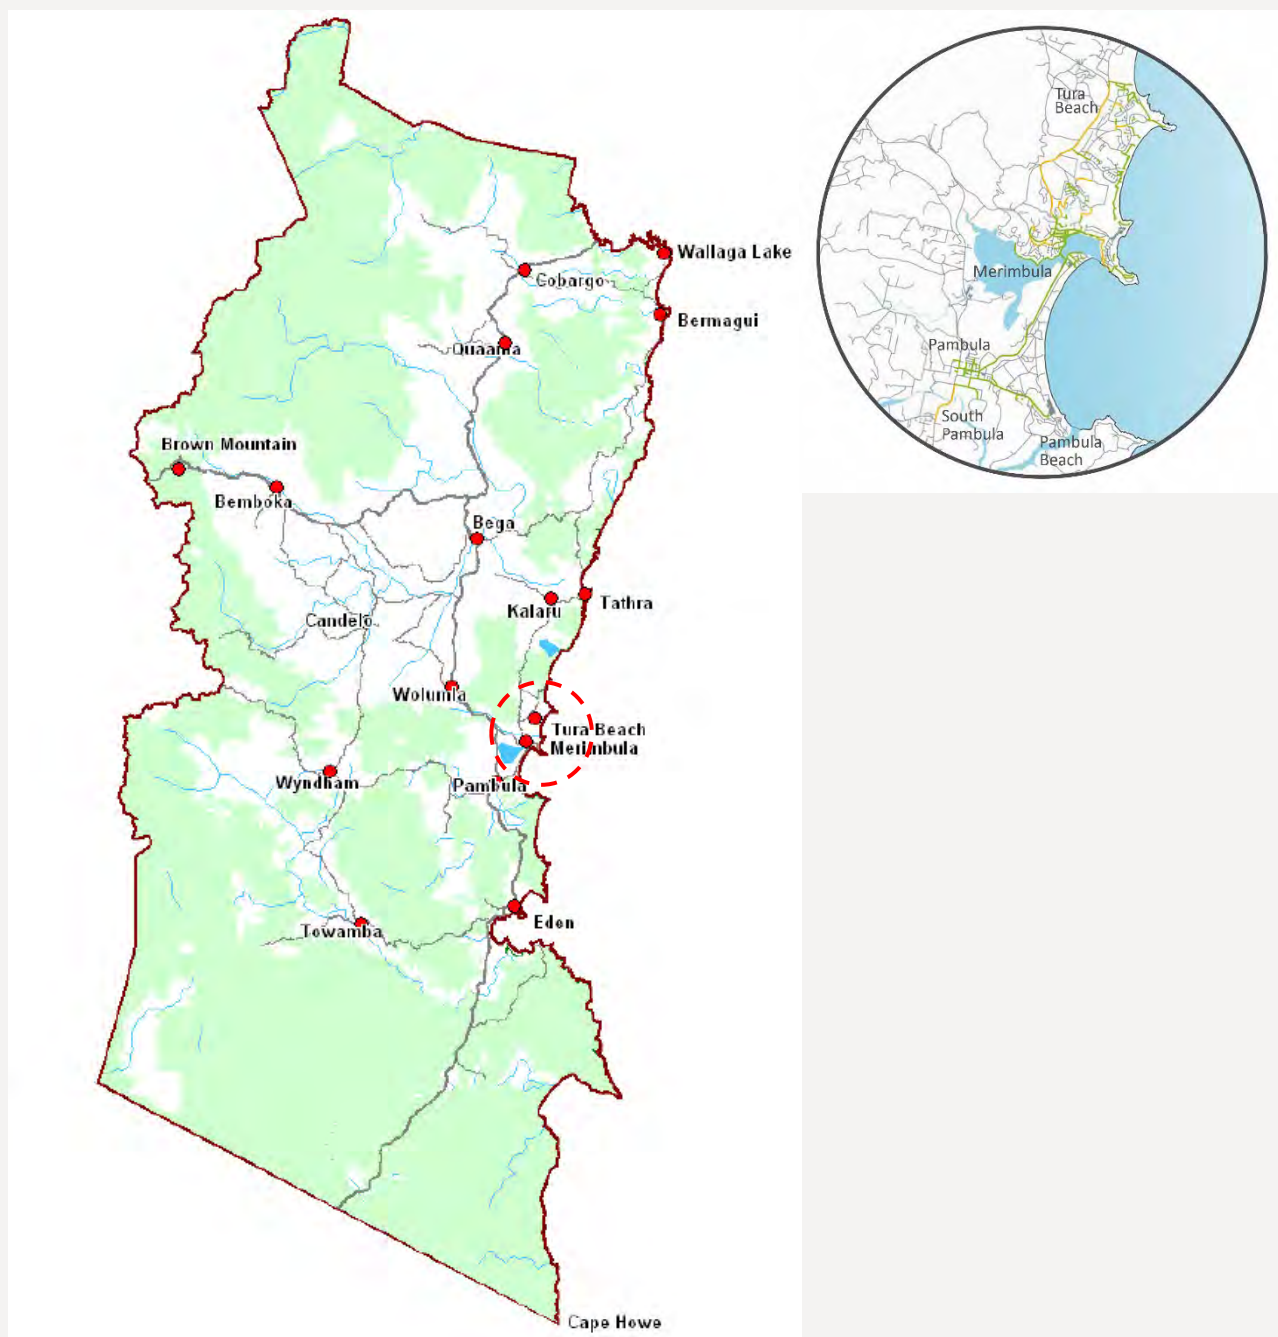 Wallaga Lake
Cobargo
Bermagui
Quaama
Brown Mountain
Bemboka
Bega
Kalaru
Tathra
Candelo
Wolumla
Tura Beach
Merimbula
Wyndham
Pambula
Towamba
Eden
Cape Howe
Tura
Beach
Merimbula
Pambula
South
Pambula
Pambula
Beach